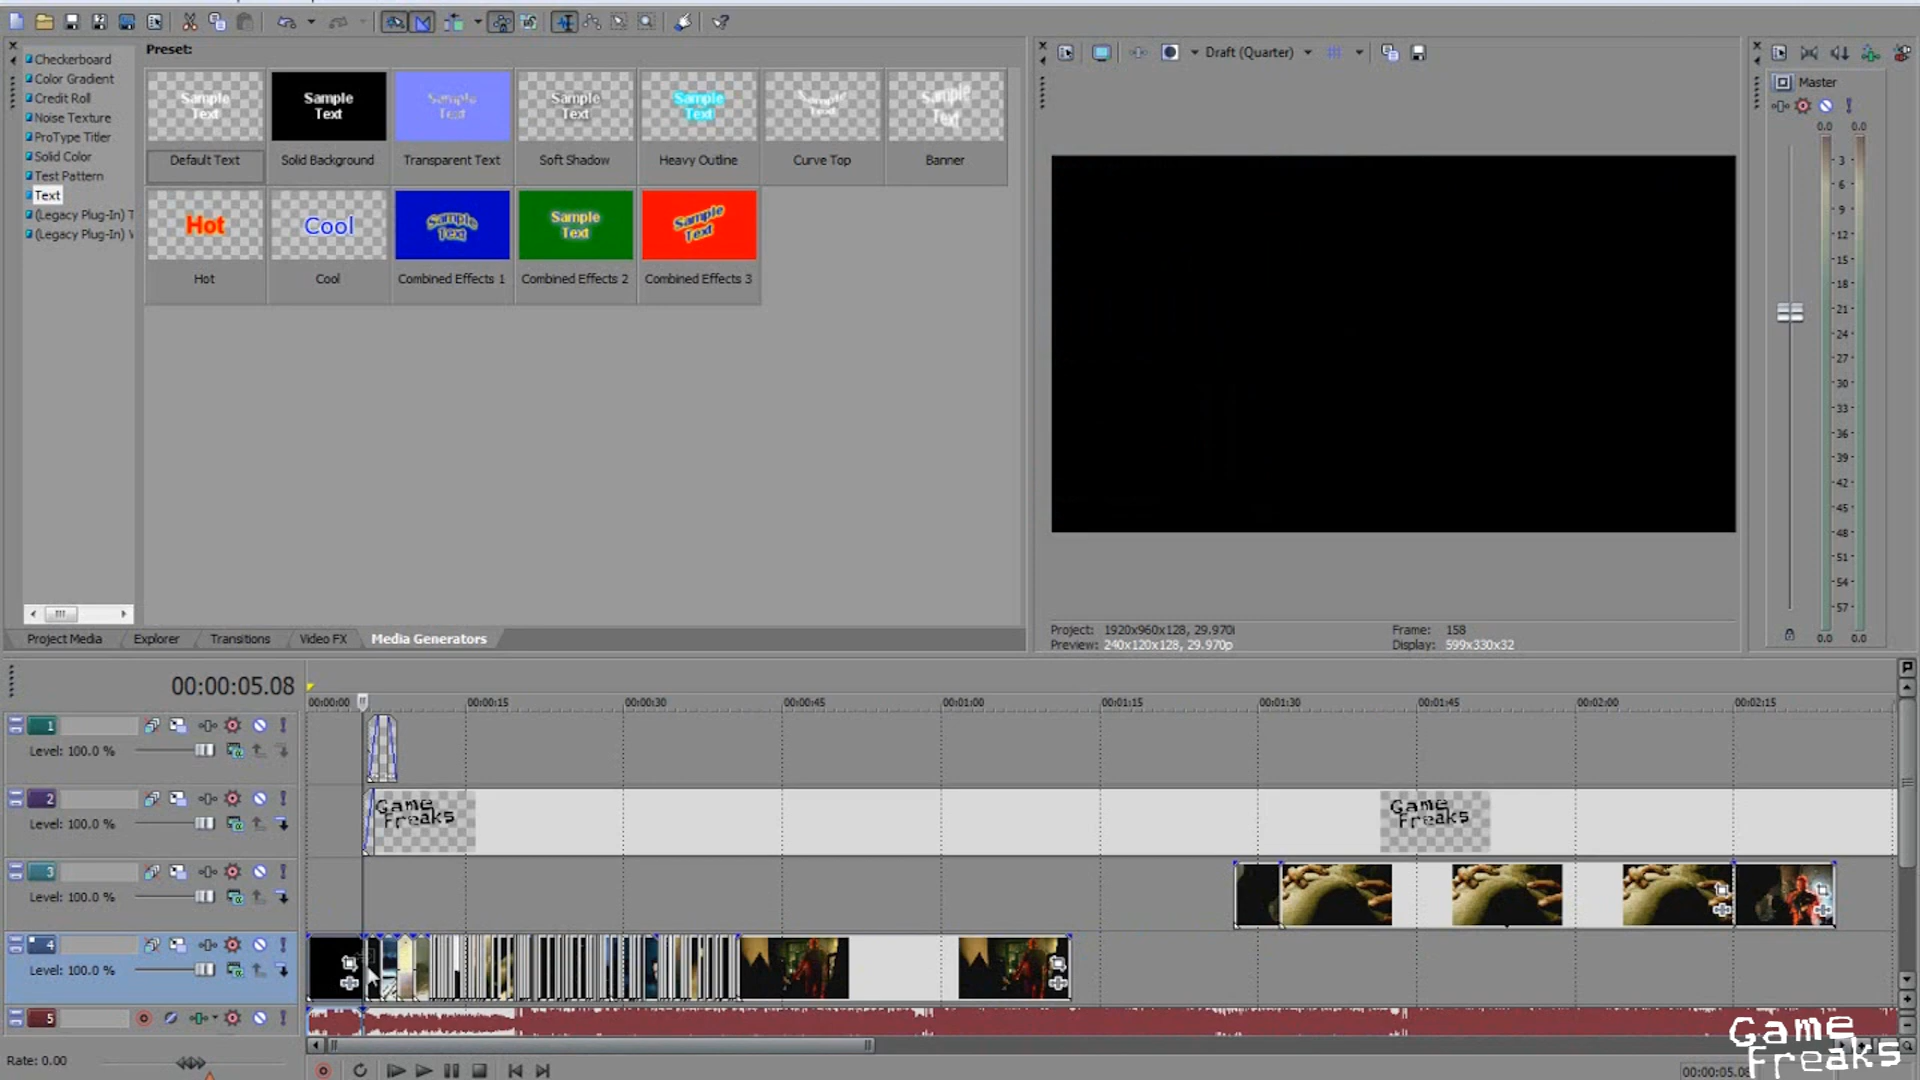 Preset:
Checkerboard
Color Gradient
Credit Roll
Noise Texture
ProType Titler
Solid Color
Test Pattern
Text
(Legacy Plug-In) T
(Legacy Plug-In)
Sample
Text
Default Text
Sample
Text
Solid Background
Sample
Text
Transparent Text
Sample
Text
Soft Shadow
Sample
Text
Heavy Outline
Sample
Text
Curve Top
Sample
Text
Banner
Hot
Hot
Cool
Cool
Sample
Text
Combined Effects 1
Sample
Text
Combined Effects 2
Sample
Text
Combined Effects 3
Project Media Explorer Transitions Video FX Media Generators
Draft (Quarter)
Project: 1920x960x128, 29.970i
Preview: 240x120x128, 29.970p
Frame: 158
Display: 599x330x32
Master
0.0 0.0
3
6
9
12
15
18
21
24
27
30
33
36
39
42
45
48
51
54
57
0.0 0.0
00:00:05.08
00:00:00 00:00:15 00:00:30 00:00:45 00:01:00 00:01:15 00:01:30 00:01:45 00:02:00 00:02:15
1
Level: 100.0 %
2
Level: 100.0 %
Game
Freaks
Game
Freaks
3
Level: 100.0 %
4
Level: 100.0 %
5
Rate: 0.00
00:00:05.08
Game
Freaks